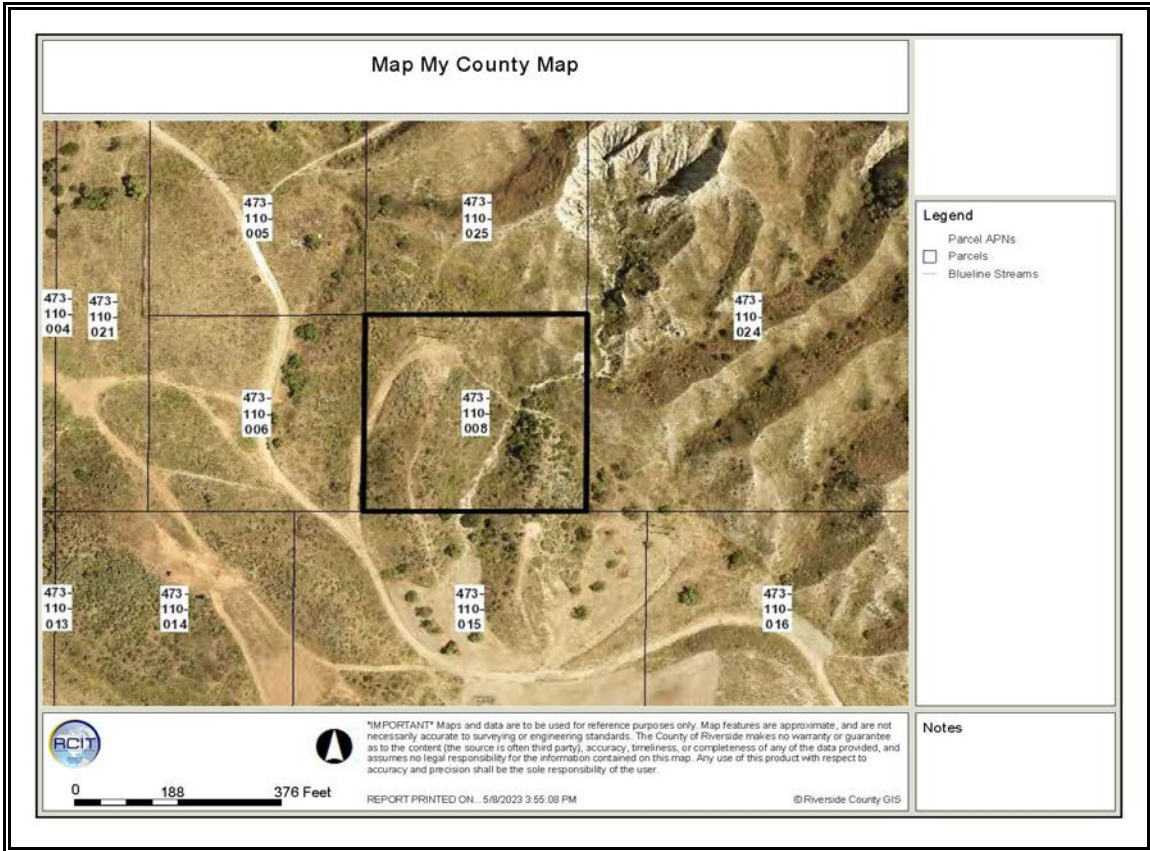 Map My County Map
473-
110-
005
473-
110-
025
473-
110-
004
473-
110-
021
473-
110-
024
473-
110-
006
473-
110-
008
473-
110-
013
473-
110-
014
473-
110-
015
473-
110-
016
Legend
Parcel APNs
Parcels
Blueline Streams
RCIT
0 188 376 Feet
"IMPORTANT" Maps and data are to be used for reference purposes only. Map features are approximate, and are not
necessarily accurate to surveying or engineering standards. The County of Riverside makes no warranty or guarantee
as to the content (the source is often third party), accuracy, timeliness, or completeness of any of the data provided, and
assumes no legal responsibility for the information contained on this map. Any use of this product with respect to
accuracy and precision shall be the sole responsibility of the user.
REPORT PRINTED ON... 5/8/2023 3:55:08 PM
© Riverside County GIS
Notes